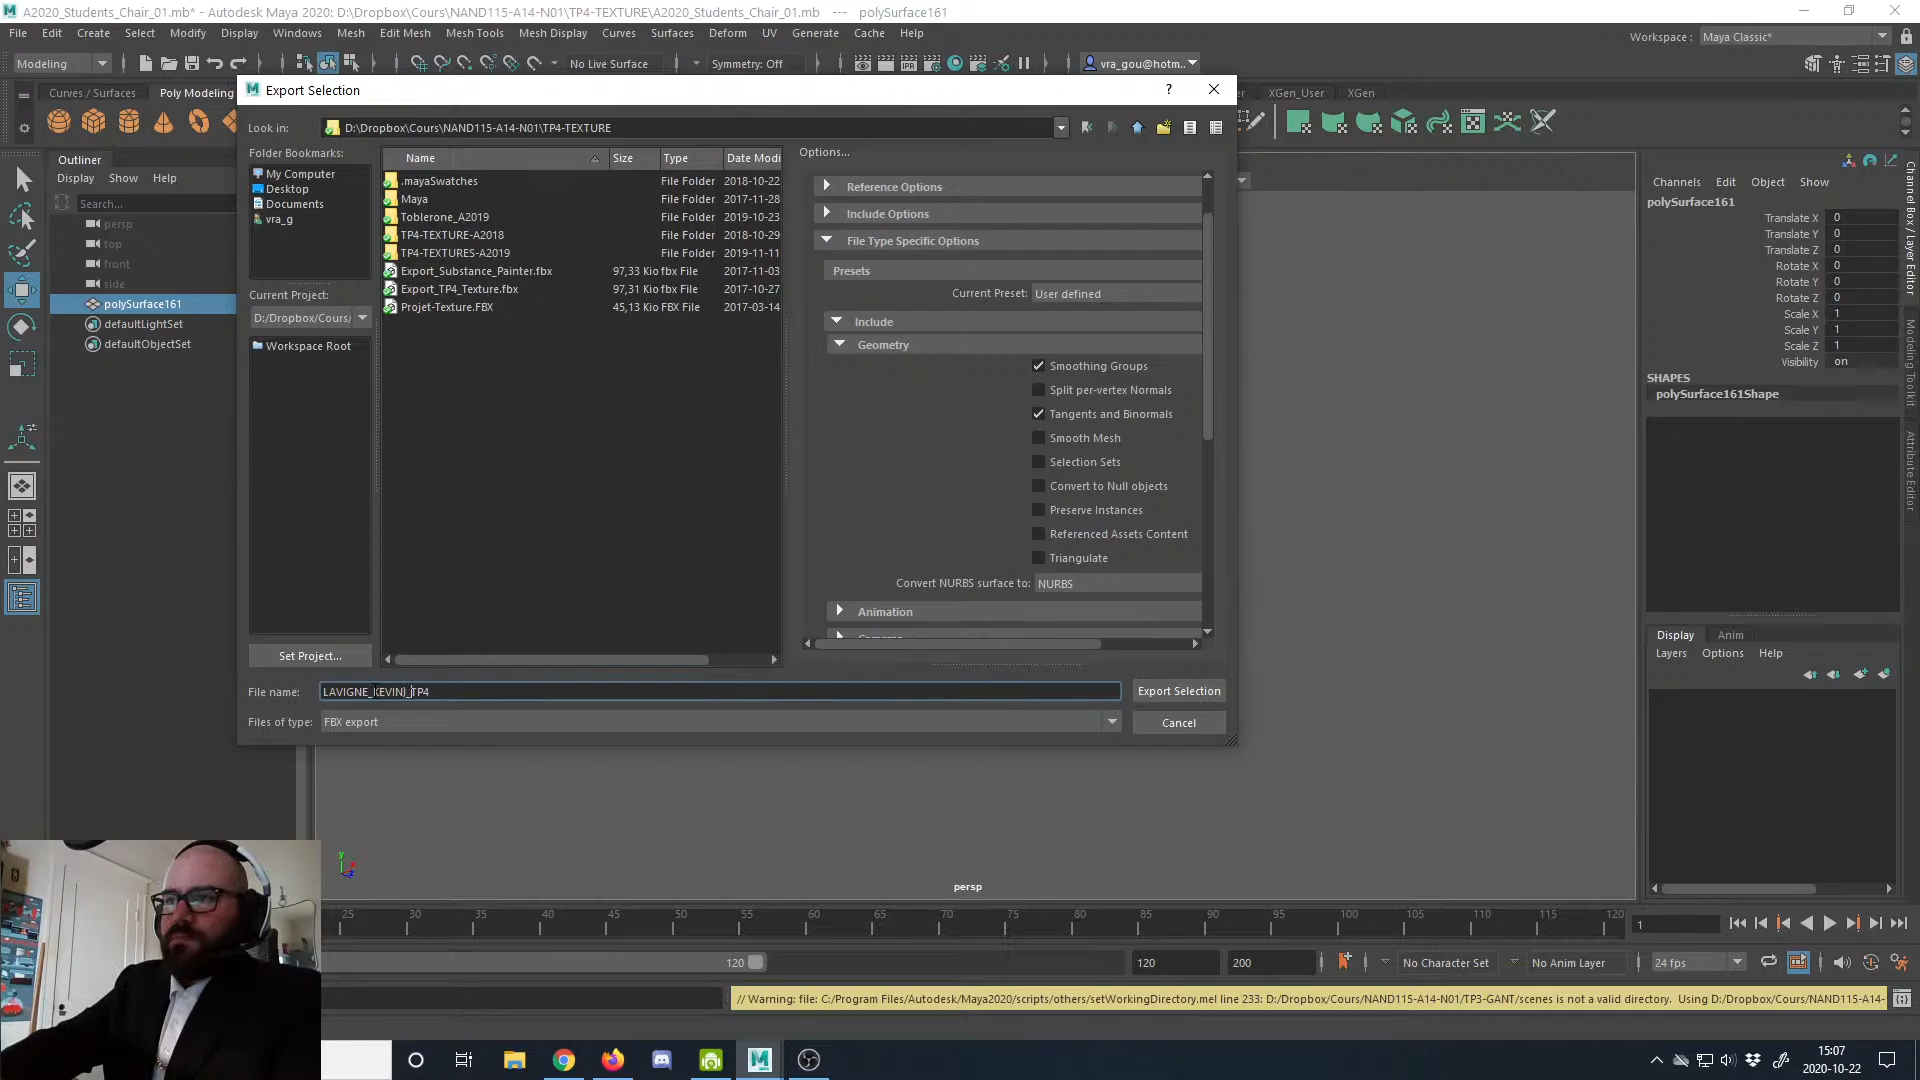 A2020_Students_Chair_01.mb* - Autodesk Maya 2020: D:\Dropbox\Cours\NAND115-A14-N01\TP4-TEXTURE\A2020_Students_Chair_01.mb --- polySurface161
File Edit Create Select Modify Display Windows Mesh Edit Mesh Mesh Tools Mesh Display Curves Surfaces Deform UV Generate Cache Help
Workspace : Maya Classic*
Modeling
No Live Surface
Symmetry: Off
vra_gou@hotm..
Curves / Surfaces
Poly Modeling
XGen_User
XGen
Export Selection
?
Look in:
D:\Dropbox\Cours\NAND115-A14-N01\TP4-TEXTURE
Folder Bookmarks:
My Computer
Desktop
Documents
vra_g
Current Project:
D:/Dropbox/Cours/
Workspace Root
Set Project...
Name Size Type Date Modi
.mayaSwatches File Folder 2018-10-22
Maya File Folder 2017-11-28
Toblerone_A2019 File Folder 2019-10-23
TP4-TEXTURE-A2018 File Folder 2018-10-29
TP4-TEXTURES-A2019 File Folder 2019-11-11
Export_Substance_Painter.fbx 97,33 Kio fbx File 2017-11-03
Export_TP4_Texture.fbx 97,31 Kio fbx File 2017-10-27
Projet-Texture.FBX 45,13 Kio FBX File 2017-03-14
Options...
Reference Options
Include Options
File Type Specific Options
Presets
Current Preset: User defined
Include
Geometry
Smoothing Groups
Split per-vertex Normals
Tangents and Binormals
Smooth Mesh
Selection Sets
Convert to Null objects
Preserve Instances
Referenced Assets Content
Triangulate
Convert NURBS surface to: NURBS
Animation
File name: LAVIGNE_KEVIN)_TP4
Export Selection
Files of type: FBX export
Cancel
Outliner
Display Show Help
Search...
persp
top
front
side
polySurface161
defaultLightSet
defaultObjectSet
Channels Edit Object Show
polySurface161
Translate X 0
Translate Y 0
Translate Z 0
Rotate X 0
Rotate Y 0
Rotate Z 0
Scale X 1
Scale Y 1
Scale Z 1
Visibility on
SHAPES
polySurface161Shape
Channel Box / Layer Editor
Modeling Toolkit
Attribute Editor
Display Anim
Layers Options Help
y
x
z
persp
25 30 35 40 45 50 55 60 65 70 75 80 85 90 95 100 105 110 115 120
1
120
120
200
No Character Set
No Anim Layer
24 fps
// Warning: file: C:/Program Files/Autodesk/Maya2020/scripts/others/setWorkingDirectory.mel line 233: D:/Dropbox/Cours/NAND115-A14-N01/TP3-GANT/scenes is not a valid directory. Using D:/Dropbox/Cours/NAND115-A14-
15:07
2020-10-22